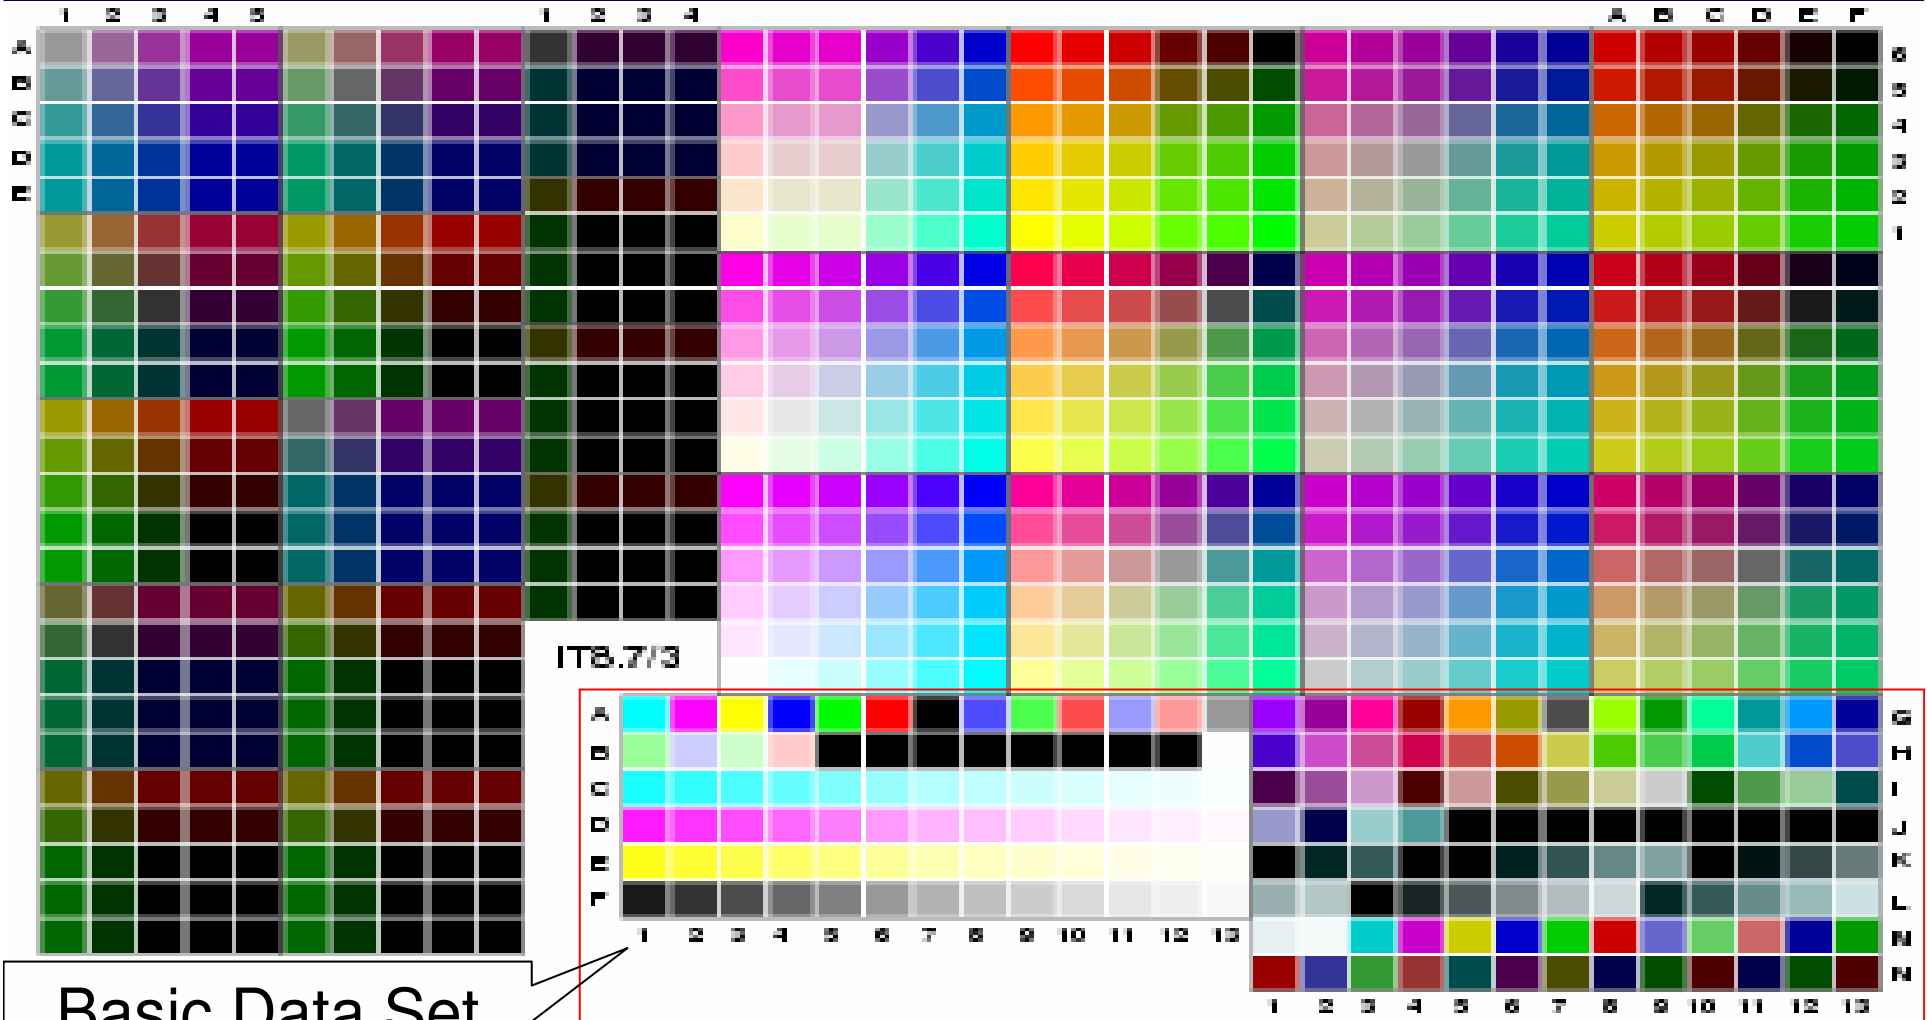 1 2 3 4 5 1 2 3 4 A B C D E F
A 6
B 5
C 4
D 3
E 2
1
IT8.7/3
A G
B H
C I
D J
E K
F L
1 2 3 4 5 6 7 8 9 10 11 12 13 N
N
1 2 3 4 5 6 7 8 9 10 11 12 13
Basic Data Set